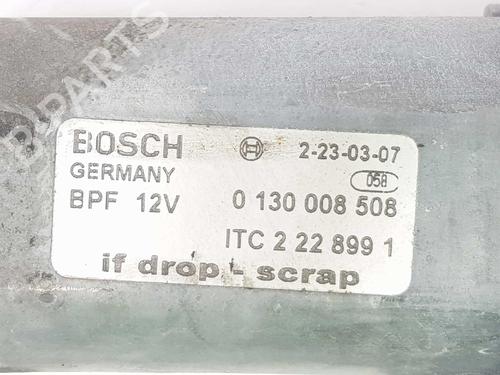 B-PARTS
BOSCH 2-23-03-07
GERMANY 058
BPF 12V 0 130 008 508
ITC 2 22 899 1
if drop - scrap